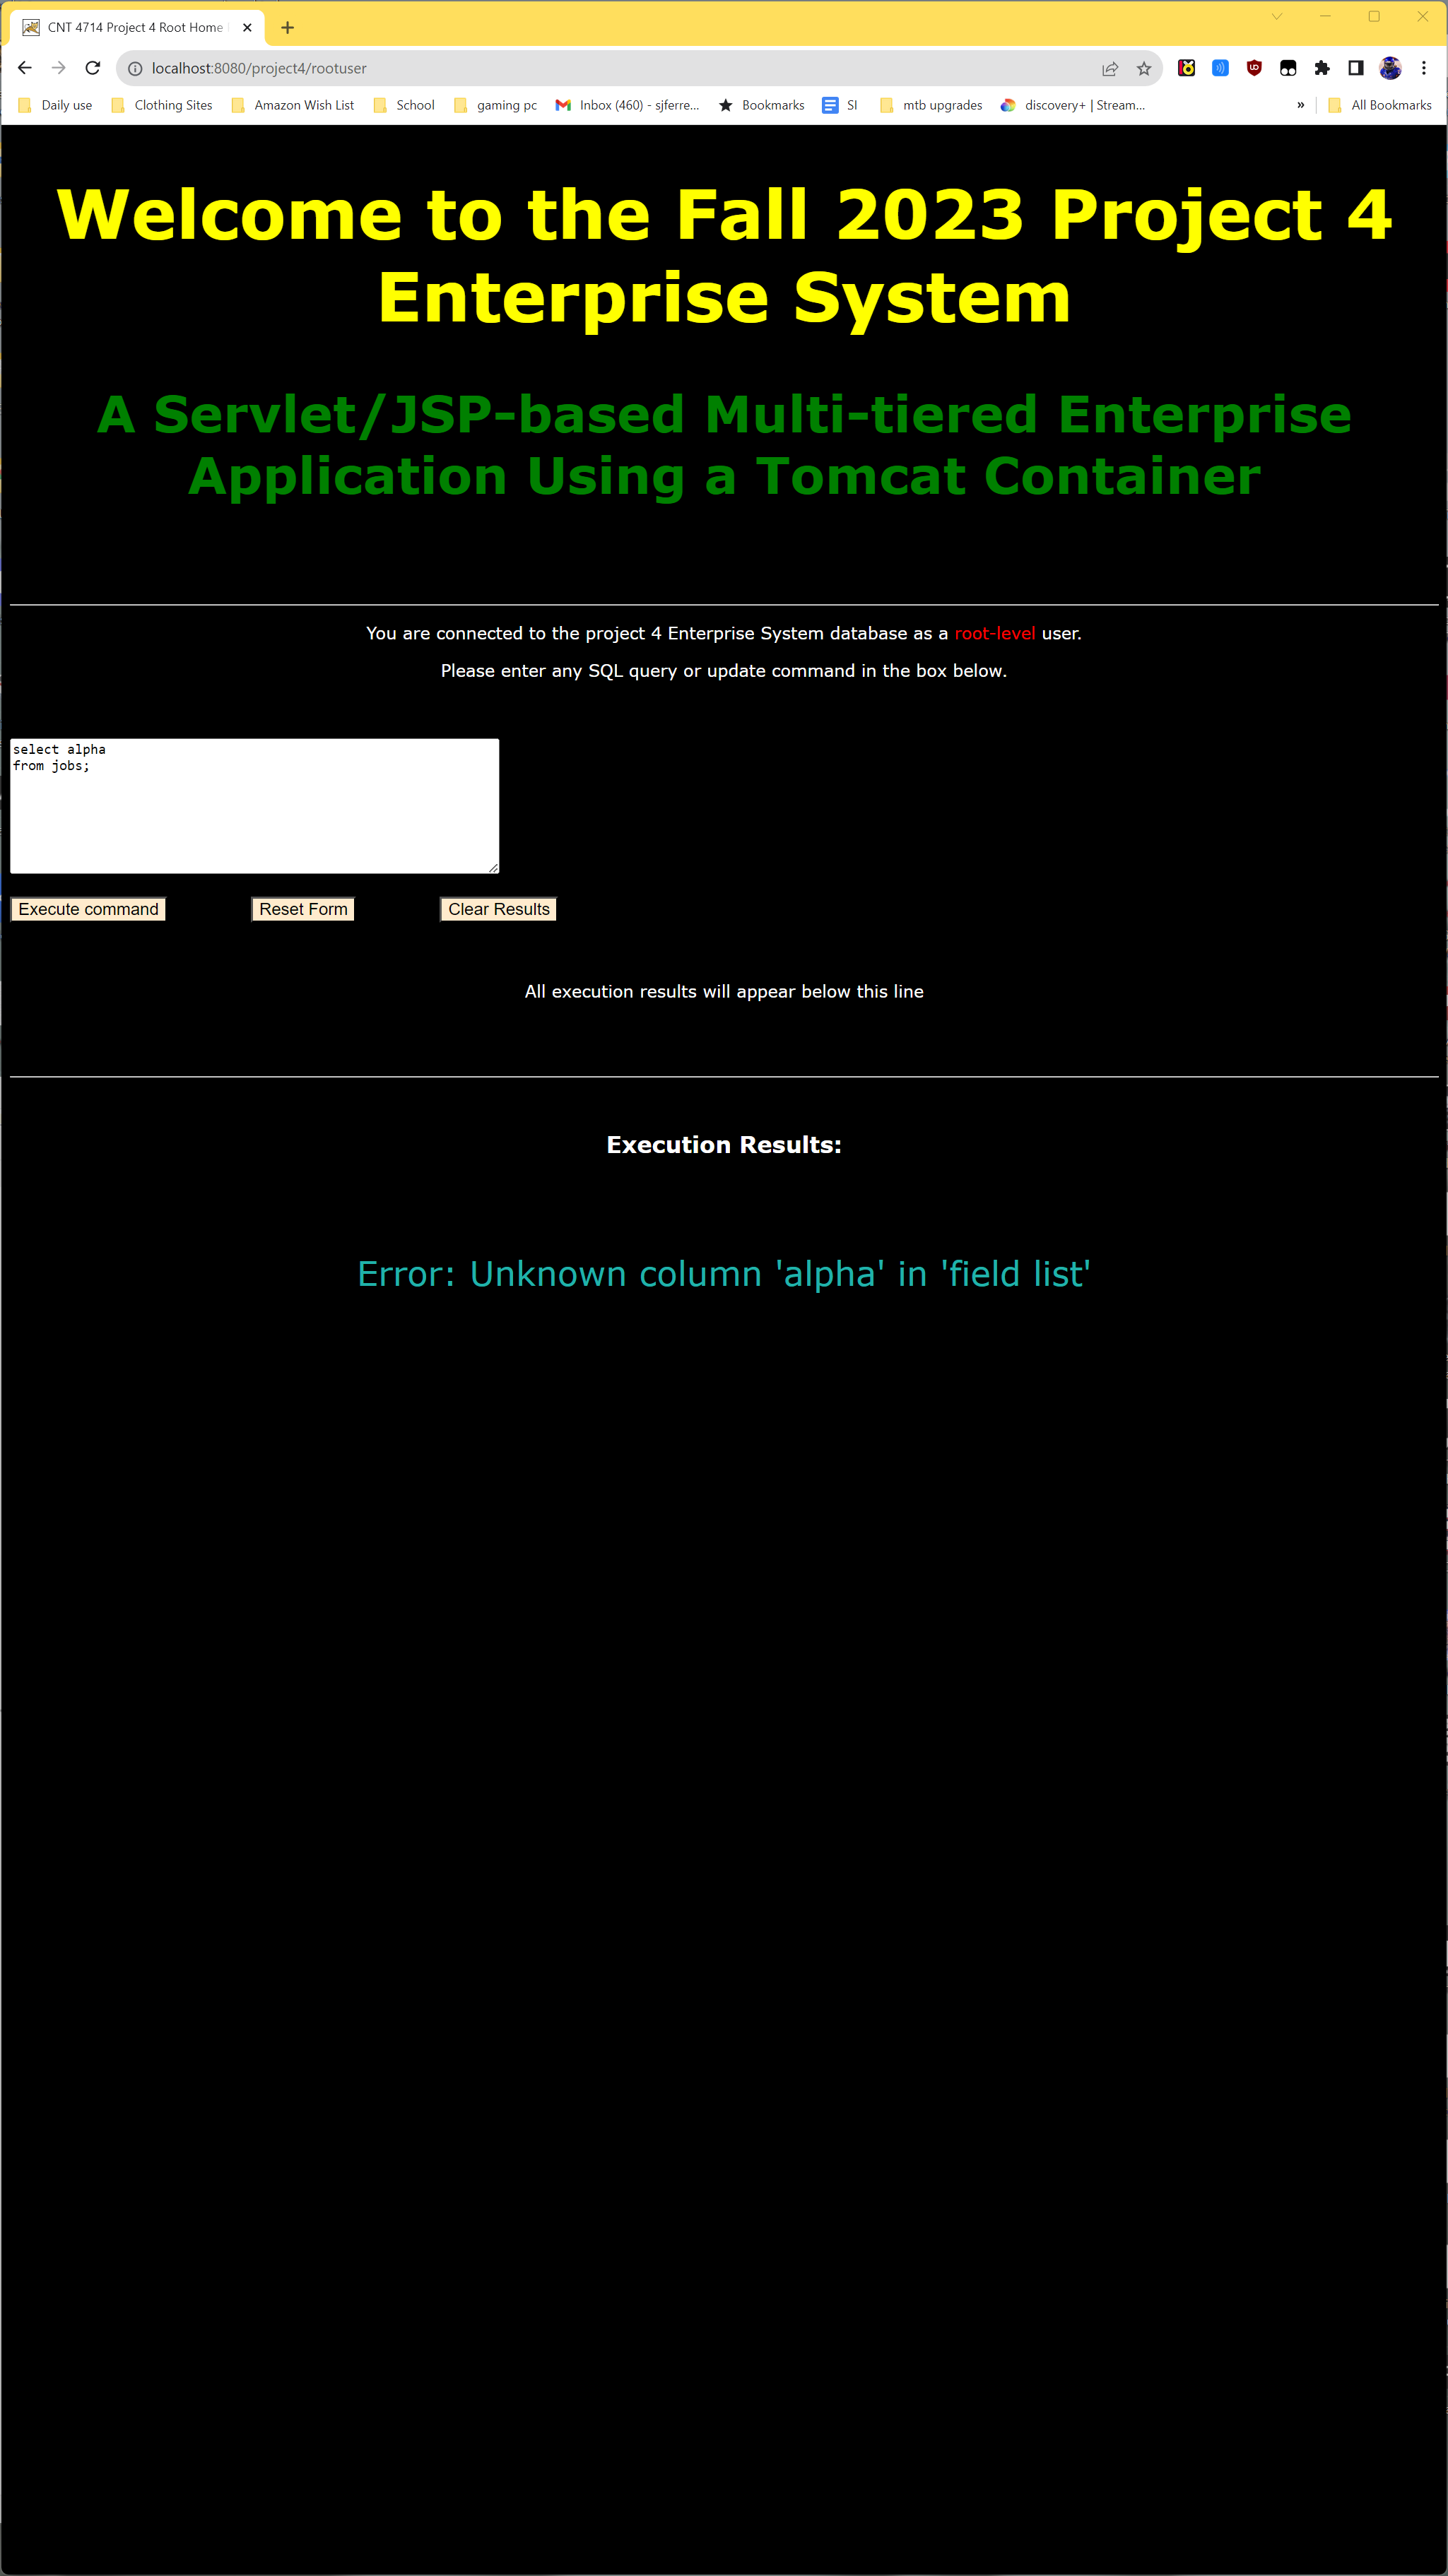 CNT 4714 Project 4 Root Home
localhost:8080/project4/rootuser
Daily use Clothing Sites Amazon Wish List School gaming pc Inbox (460) - sjferre... Bookmarks SI mtb upgrades discovery+ | Stream... » All Bookmarks
Welcome to the Fall 2023 Project 4
Enterprise System
A Servlet/JSP-based Multi-tiered Enterprise
Application Using a Tomcat Container
You are connected to the project 4 Enterprise System database as a root-level user.
Please enter any SQL query or update command in the box below.
select alpha
from jobs;
Execute command Reset Form Clear Results
All execution results will appear below this line
Execution Results:
Error: Unknown column 'alpha' in 'field list'